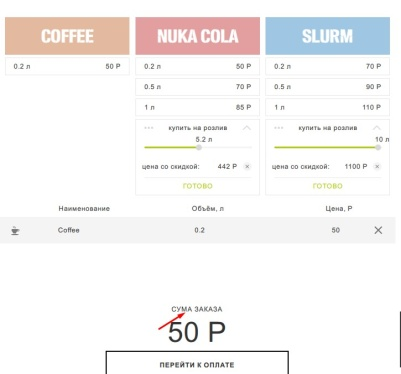 COFFEE NUKA COLA SLURM
0.2 л 50 Р 0.2 л 50 Р 0.2 л 70 Р
0.5 л 70 Р 0.5 л 90 Р
1 л 85 Р 1 л 110 Р
купить на розлив купить на розлив
5.2 л 10 л
цена со скидкой: 442 Р цена со скидкой: 1100 Р
ГОТОВО ГОТОВО
Наименование Объём, л Цена, Р
Coffee 0.2 50
СУМА ЗАКАЗА
50 Р
ПЕРЕЙТИ К ОПЛАТЕ